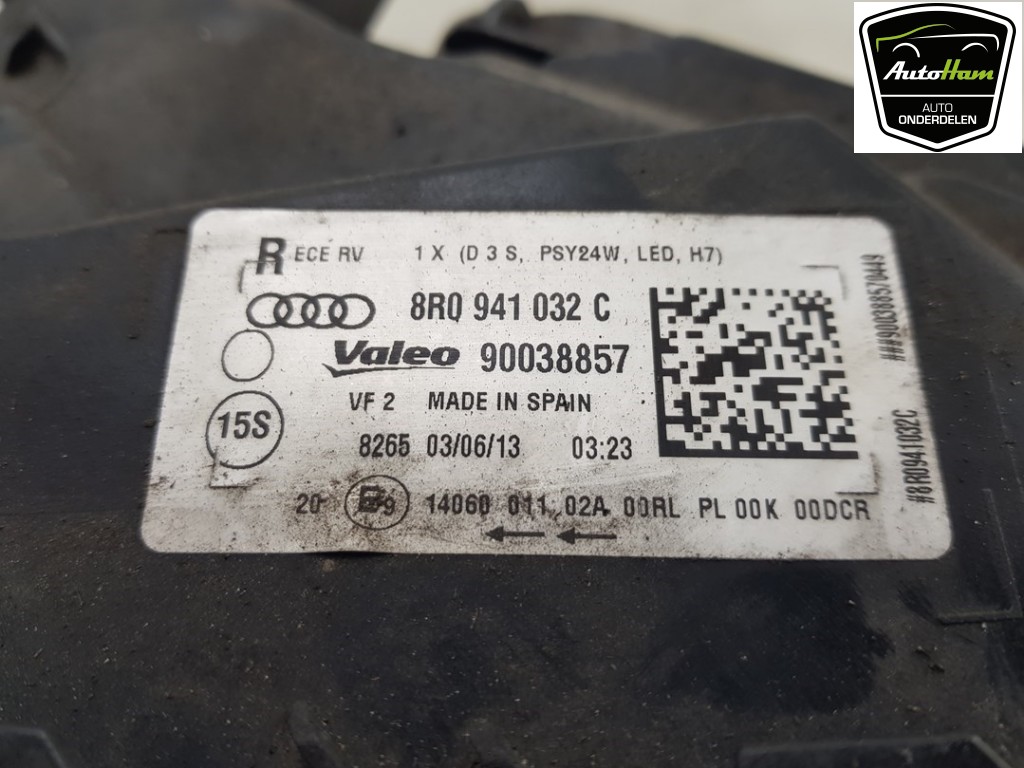 AutoHam
AUTO
ONDERDELEN
R ECE RV 1 X (D 3 S, PSY24W, LED, H7)
8R0 941 032 C
Valeo 90038857
VF 2 MADE IN SPAIN
15S
8265 03/06/13 03:23
20 E9 14060 011 02A 00RL PL 00K 00DCR
###900388570449
#8R0941032C